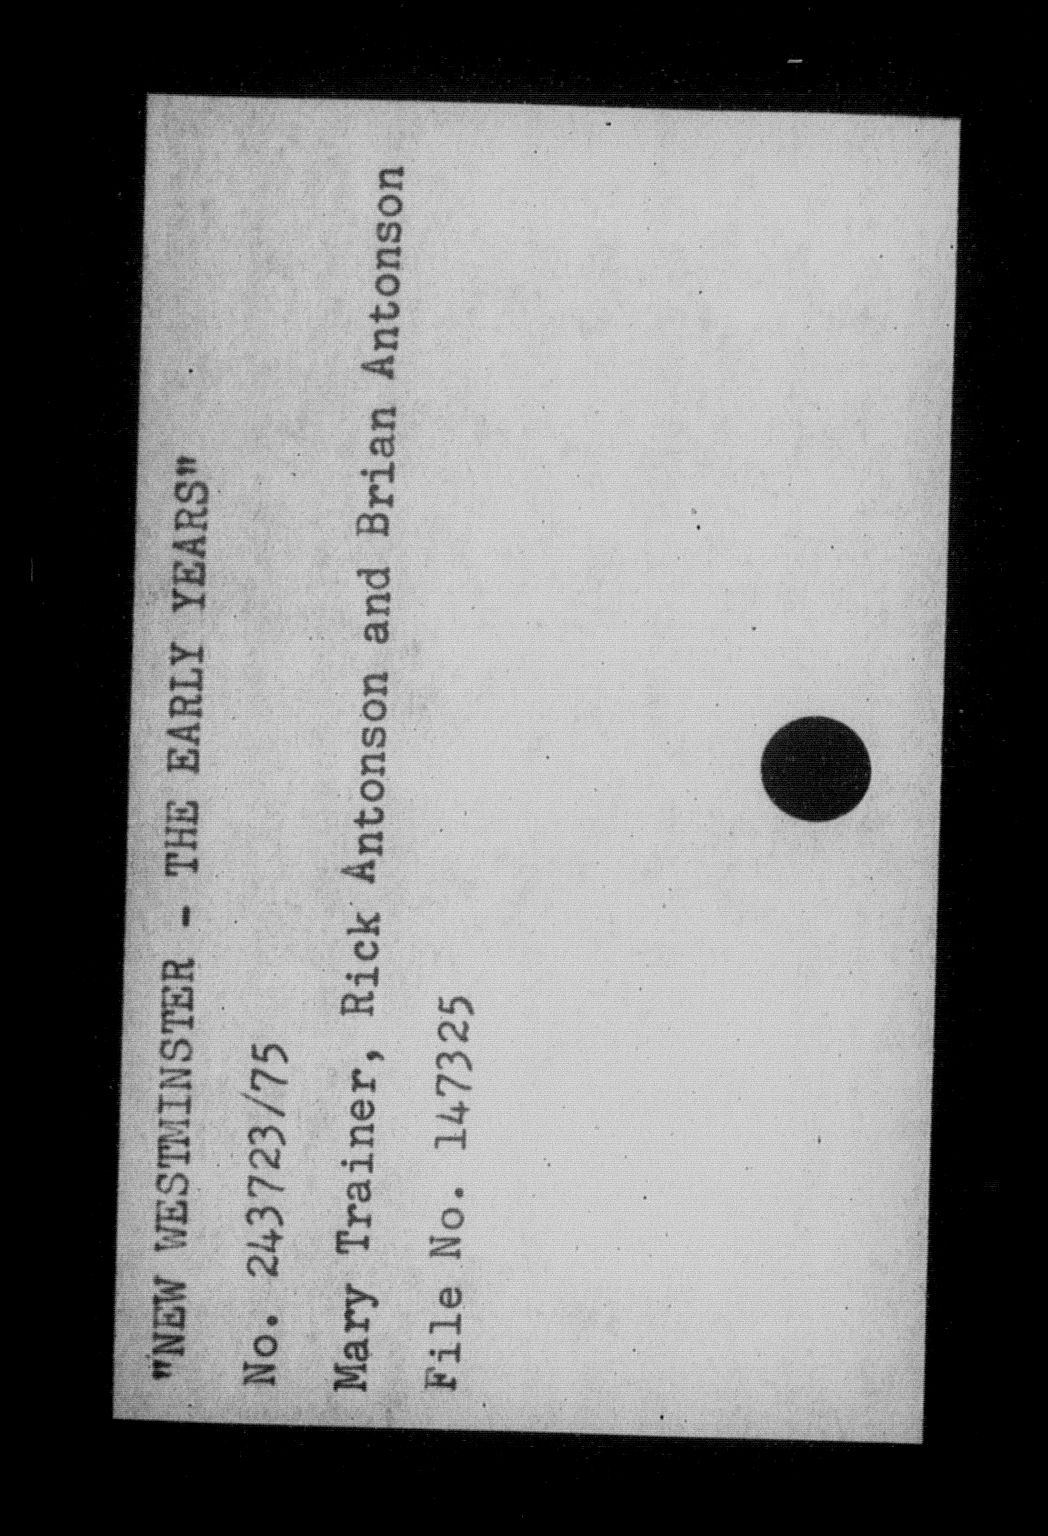 "NEW WESTMINSTER - THE EARLY YEARS"
No. 243723/75
Mary Trainer, Rick Antonson and Brian Antonson
File No. 147325